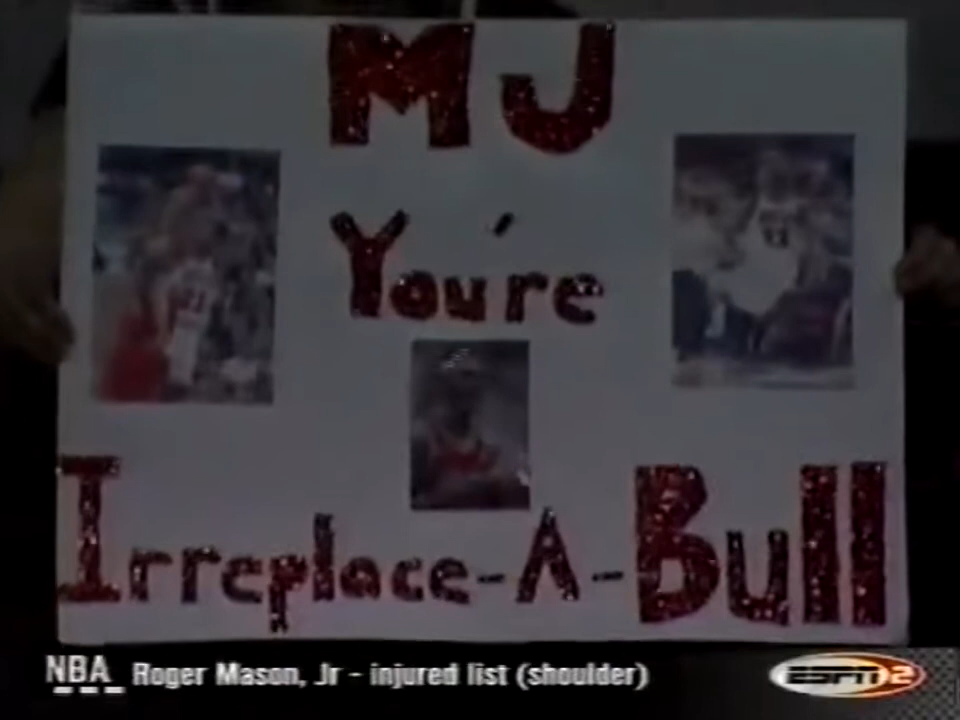 MJ
You're
Irreplace-A-Bull
NBA Roger Mason, Jr - injured list (shoulder)
ESPN2